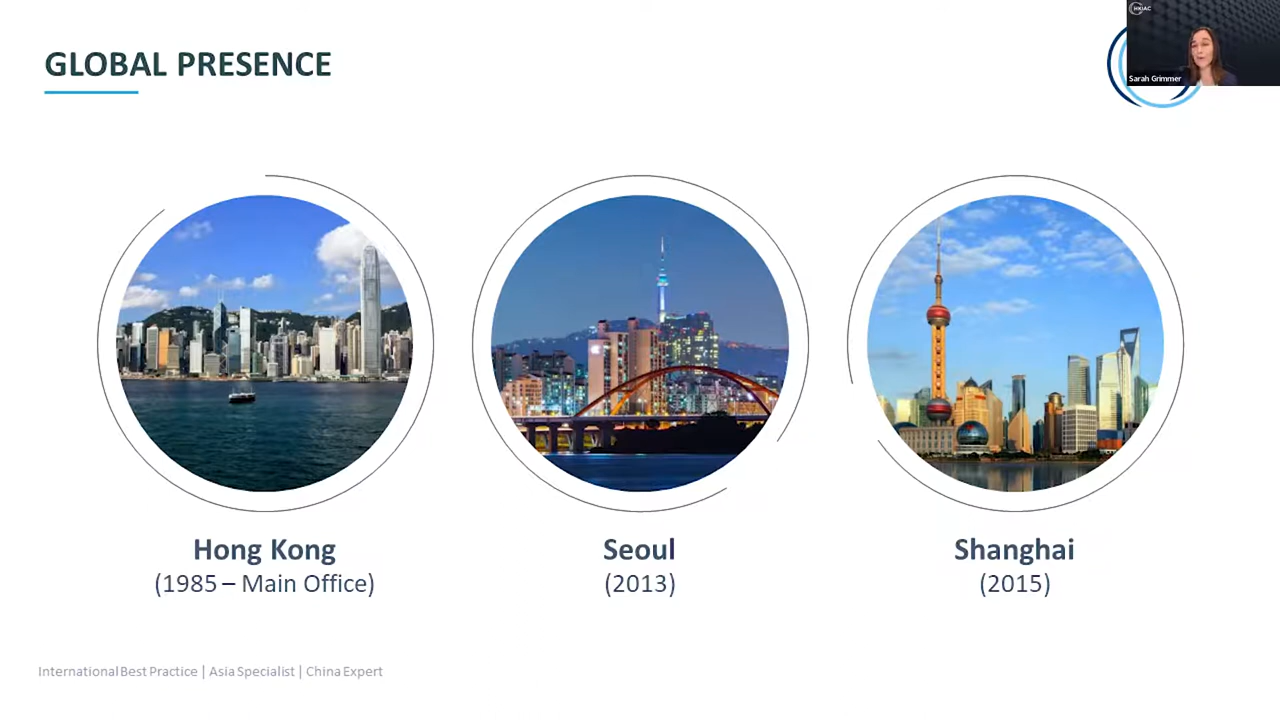 GLOBAL PRESENCE
HKIAC
Sarah Grimmer
Hong Kong
(1985 – Main Office)
Seoul
(2013)
Shanghai
(2015)
International Best Practice | Asia Specialist | China Expert